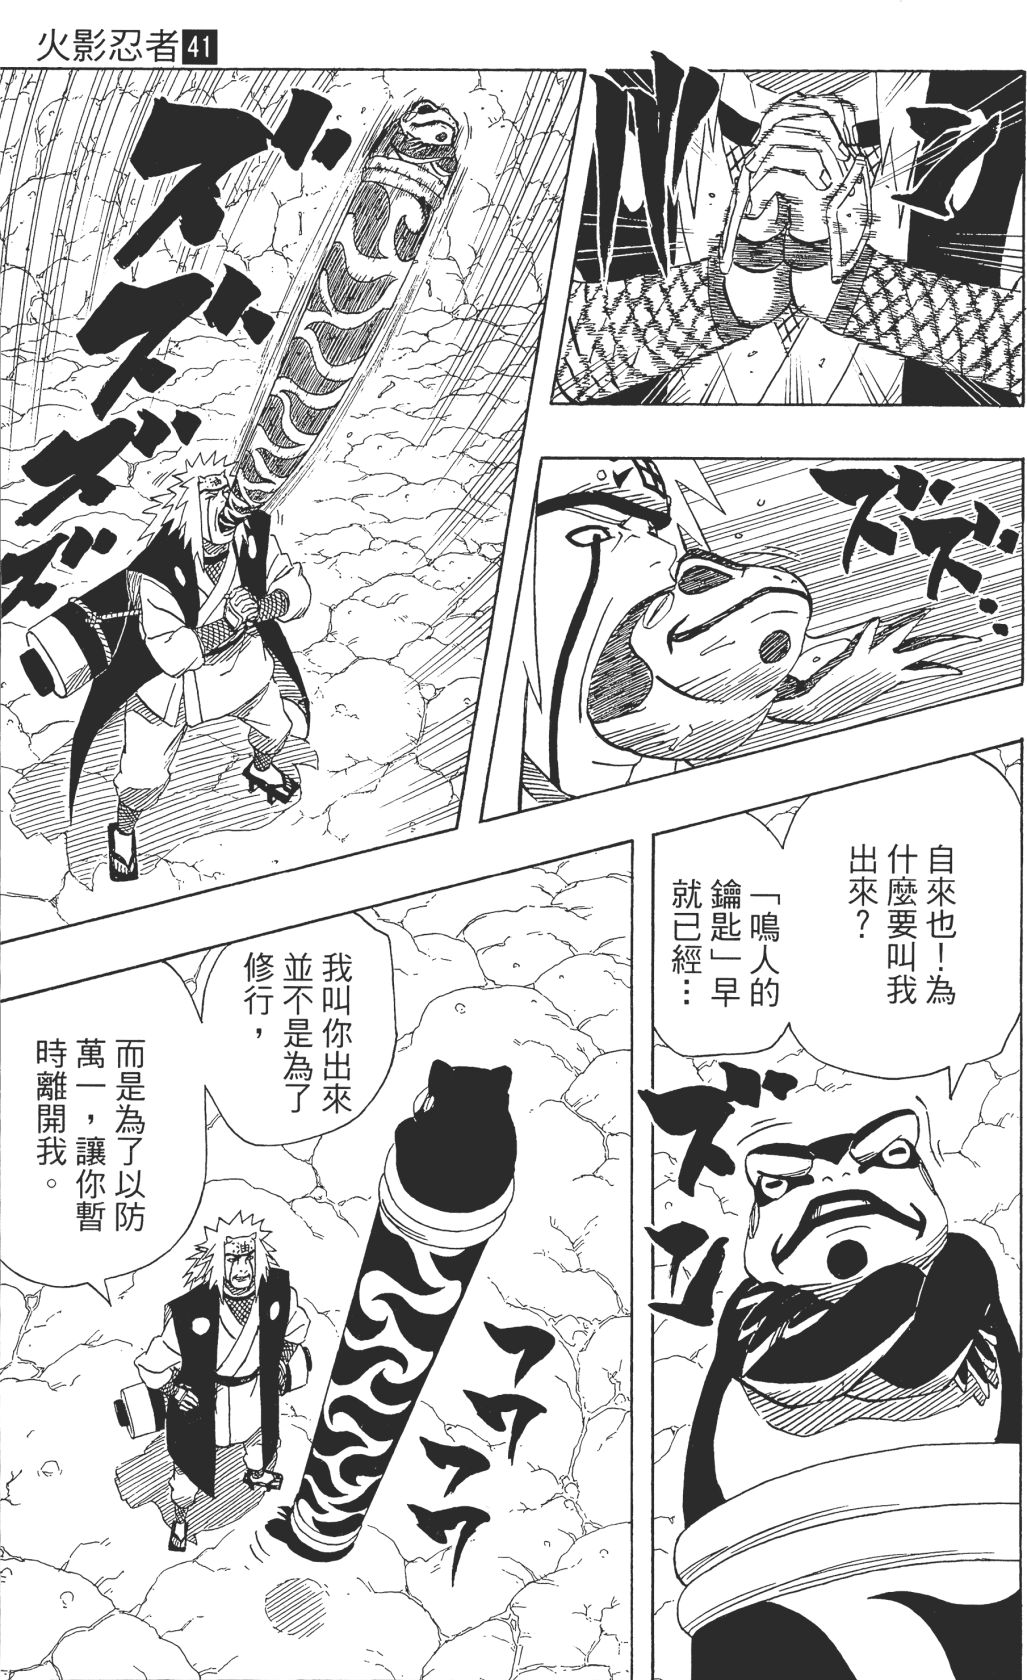 火影忍者41
ズズ
ズ
ズ
ズ
ズ
自來也！為
什麼要叫我
出來？
「鳴人的
鑰匙」早
就已經…
ズ
我叫你出來
並不是為了
修行，
而是為了以防
萬一，讓你暫
時離開我。
フワ
フワ